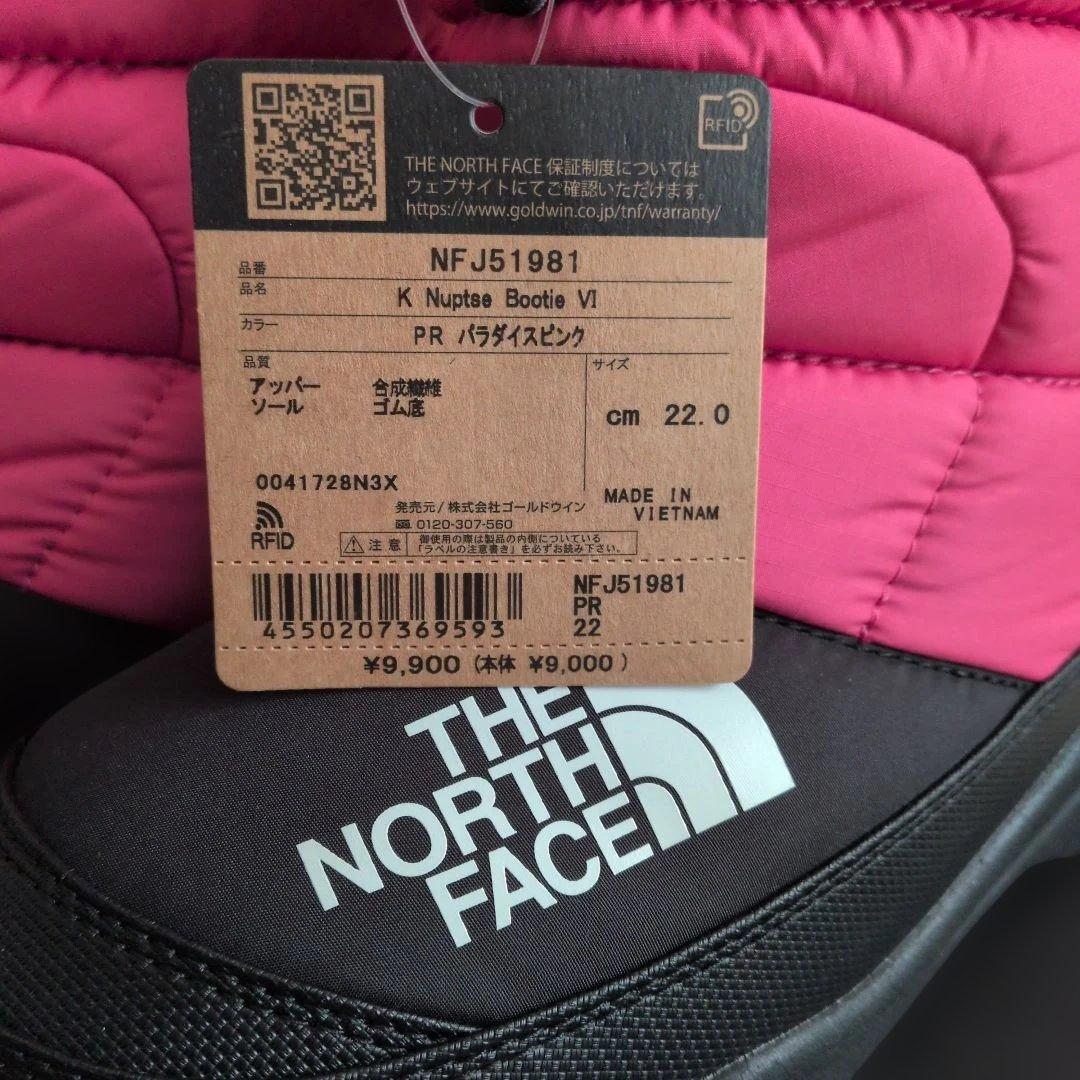 THE NORTH FACE 保証制度については
ウェブサイトにてご確認いただけます。
https://www.goldwin.co.jp/tnf/warranty/
RFID
品番 NFJ51981
品名 K Nuptse Bootie VI
カラー PR パラダイスピンク
品質
アッパー 合成繊維
ソール ゴム底
サイズ
cm 22.0
0041728N3X
MADE IN
VIETNAM
RFID
発売元/株式会社ゴールドウイン
0120-307-560
注意
御使用の際は製品の内側についている
「ラベルの注意書き」を必ずお読み下さい。
4550207369593
NFJ51981
PR
22
¥9,900 (本体 ¥9,000 )
THE
NORTH
FACE